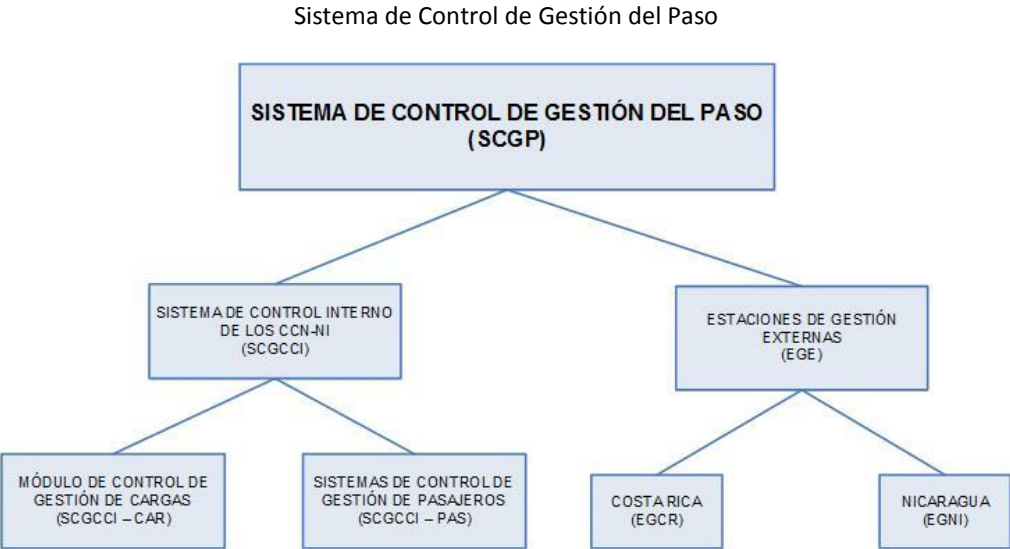 Sistema de Control de Gestión del Paso
SISTEMA DE CONTROL DE GESTIÓN DEL PASO
(SCGP)
SISTEMA DE CONTROL INTERNO
DE LOS CCN-NI
(SCGCCI)
ESTACIONES DE GESTIÓN
EXTERNAS
(EGE)
MÓDULO DE CONTROL DE
GESTIÓN DE CARGAS
(SCGCCI – CAR)
SISTEMAS DE CONTROL DE
GESTIÓN DE PASAJEROS
(SCGCCI – PAS)
COSTA RICA
(EGCR)
NICARAGUA
(EGNI)